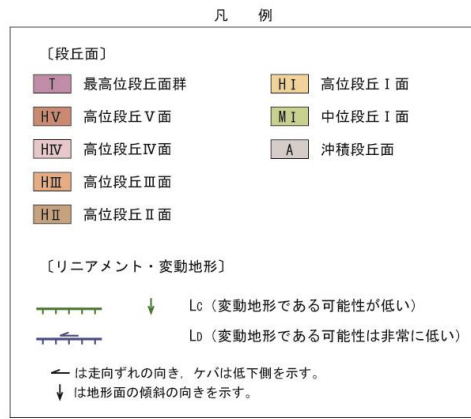 凡 例
〔段丘面〕
T 最高位段丘面群
HⅤ 高位段丘Ⅴ面
HⅣ 高位段丘Ⅳ面
HⅢ 高位段丘Ⅲ面
HⅡ 高位段丘Ⅱ面
HⅠ 高位段丘Ⅰ面
MⅠ 中位段丘Ⅰ面
A 沖積段丘面
〔リニアメント・変動地形〕
LC（変動地形である可能性が低い）
LD（変動地形である可能性は非常に低い）
は走向ずれの向き，ケバは低下側を示す。
は地形面の傾斜の向きを示す。